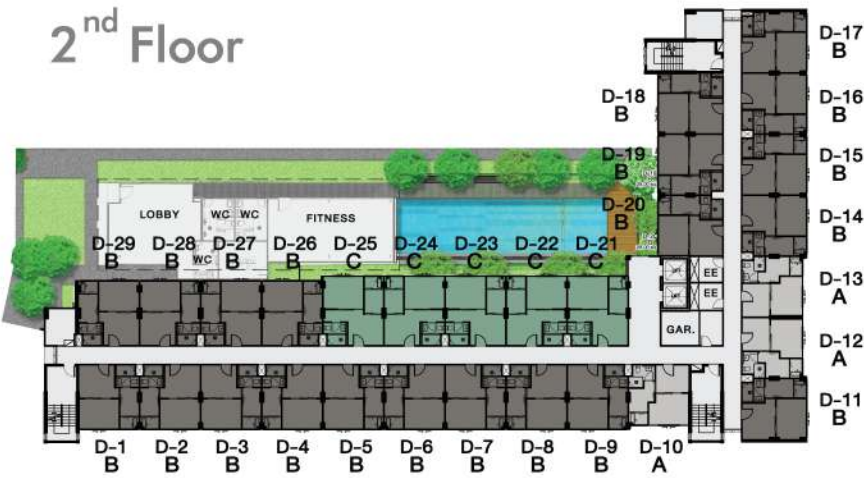 2nd Floor
D-17
B
D-18
B
D-16
B
D-19
B
D-15
B
D-20
B
D-14
B
LOBBY
WC
WC
FITNESS
WC
D-29
B
D-28
B
D-27
B
D-26
B
D-25
C
D-24
C
D-23
C
D-22
C
D-21
C
EE
EE
GAR.
D-13
A
D-12
A
D-11
B
D-1
B
D-2
B
D-3
B
D-4
B
D-5
B
D-6
B
D-7
B
D-8
B
D-9
B
D-10
A